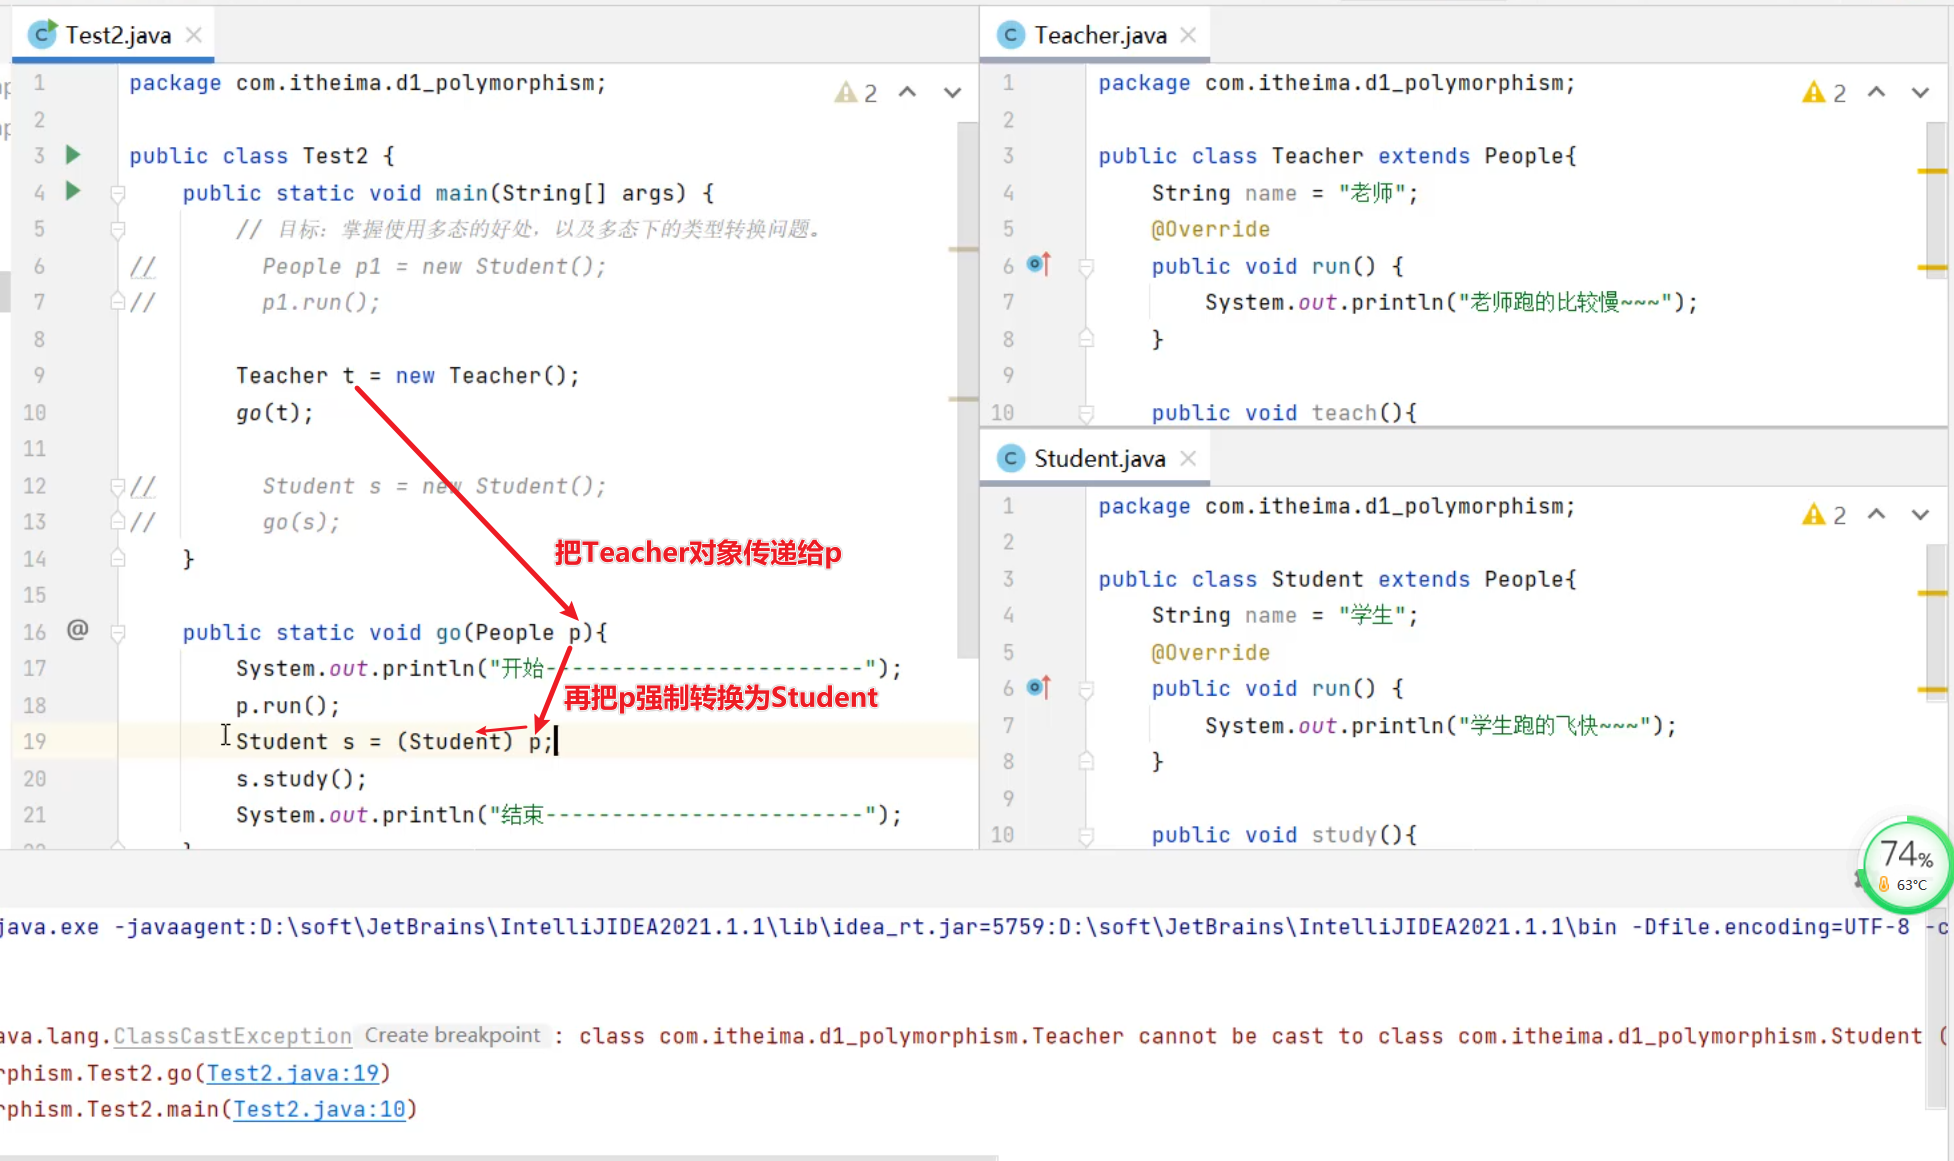 Test2.java
1 package com.itheima.d1_polymorphism;
2
2
3 public class Test2 {
4 public static void main(String[] args) {
5 // 目标：掌握使用多态的好处，以及多态下的类型转换问题。
6 // People p1 = new Student();
7 // p1.run();
8
9 Teacher t = new Teacher();
10 go(t);
11
12 // Student s = new Student();
13 // go(s);
14 }
把Teacher对象传递给p
15
16 @ public static void go(People p){
17 System.out.println("开始------------------------");
再把p强制转换为Student
18 p.run();
19 Student s = (Student) p;
20 s.study();
21 System.out.println("结束------------------------");
Teacher.java
1 package com.itheima.d1_polymorphism;
2
2
3 public class Teacher extends People{
4 String name = "老师";
5 @Override
6 public void run() {
7 System.out.println("老师跑的比较慢~~~");
8 }
9
10 public void teach(){
Student.java
1 package com.itheima.d1_polymorphism;
2
2
3 public class Student extends People{
4 String name = "学生";
5 @Override
6 public void run() {
7 System.out.println("学生跑的飞快~~~");
8 }
9
10 public void study(){
74%
63°C
java.exe -javaagent:D:\soft\JetBrains\IntelliJIDEA2021.1.1\lib\idea_rt.jar=5759:D:\soft\JetBrains\IntelliJIDEA2021.1.1\bin -Dfile.encoding=UTF-8 -c
ava.lang.ClassCastException Create breakpoint : class com.itheima.d1_polymorphism.Teacher cannot be cast to class com.itheima.d1_polymorphism.Student (
rphism.Test2.go(Test2.java:19)
rphism.Test2.main(Test2.java:10)